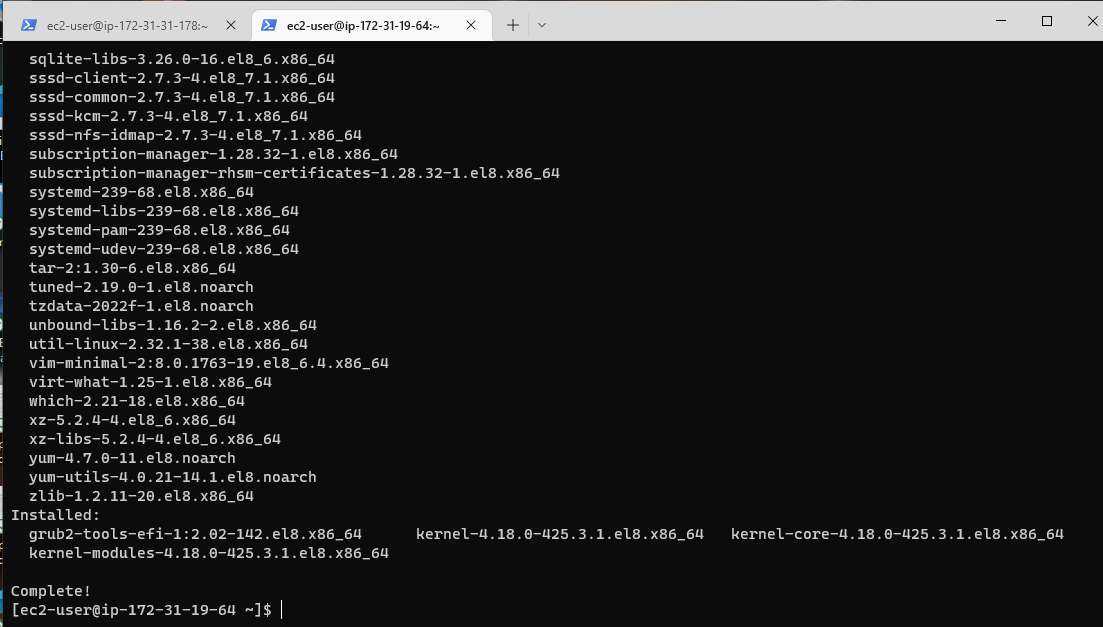 ec2-user@ip-172-31-31-178:~
ec2-user@ip-172-31-19-64:~
sqlite-libs-3.26.0-16.el8_6.x86_64
sssd-client-2.7.3-4.el8_7.1.x86_64
sssd-common-2.7.3-4.el8_7.1.x86_64
sssd-kcm-2.7.3-4.el8_7.1.x86_64
sssd-nfs-idmap-2.7.3-4.el8_7.1.x86_64
subscription-manager-1.28.32-1.el8.x86_64
subscription-manager-rhsm-certificates-1.28.32-1.el8.x86_64
systemd-239-68.el8.x86_64
systemd-libs-239-68.el8.x86_64
systemd-pam-239-68.el8.x86_64
systemd-udev-239-68.el8.x86_64
tar-2:1.30-6.el8.x86_64
tuned-2.19.0-1.el8.noarch
tzdata-2022f-1.el8.noarch
unbound-libs-1.16.2-2.el8.x86_64
util-linux-2.32.1-38.el8.x86_64
vim-minimal-2:8.0.1763-19.el8_6.4.x86_64
virt-what-1.25-1.el8.x86_64
which-2.21-18.el8.x86_64
xz-5.2.4-4.el8_6.x86_64
xz-libs-5.2.4-4.el8_6.x86_64
yum-4.7.0-11.el8.noarch
yum-utils-4.0.21-14.1.el8.noarch
zlib-1.2.11-20.el8.x86_64
Installed:
grub2-tools-efi-1:2.02-142.el8.x86_64 kernel-4.18.0-425.3.1.el8.x86_64 kernel-core-4.18.0-425.3.1.el8.x86_64
kernel-modules-4.18.0-425.3.1.el8.x86_64
Complete!
[ec2-user@ip-172-31-19-64 ~]$